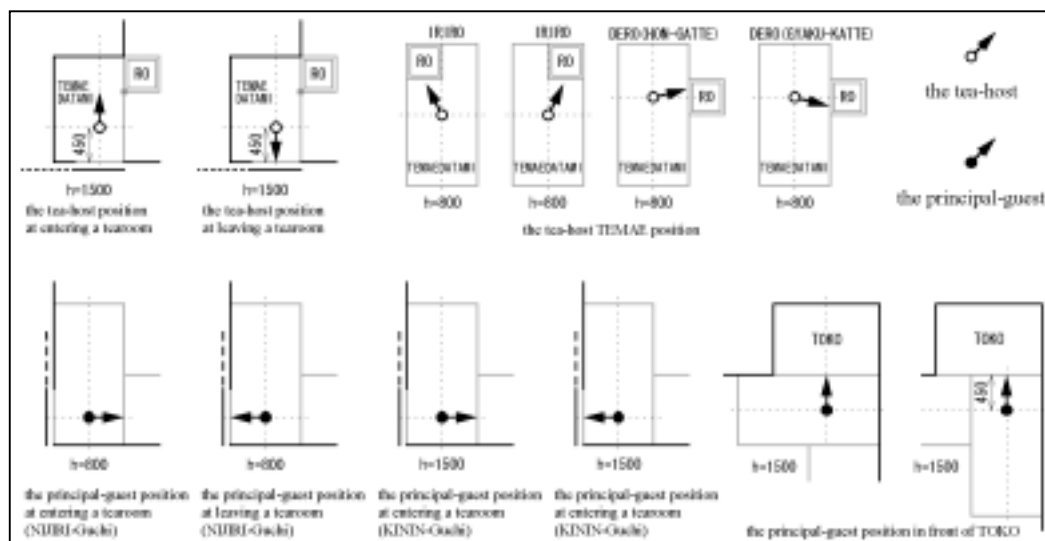 TEMAE
DATAMI
RO
450
h=1500
the tea-host position
at entering a tearoom
TEMAE
DATAMI
RO
450
h=1500
the tea-host position
at leaving a tearoom
IRIRO
RO
TEMAEDATAMI
h=800
IRIRO
RO
TEMAEDATAMI
h=800
DERO(HON-GATTE)
RO
TEMAEDATAMI
h=800
DERO(GYAKU-KATTE)
RO
TEMAEDATAMI
h=800
the tea-host TEMAE position
the tea-host
the principal-guest
h=800
the principal-guest position
at entering a tearoom
(NIJIRI-Guchi)
h=800
the principal-guest position
at leaving a tearoom
(NIJIRI-Guchi)
h=1500
the principal-guest position
at entering a tearoom
(KININ-Guchi)
h=1500
the principal-guest position
at entering a tearoom
(KININ-Guchi)
TOKO
h=1500
TOKO
450
h=1500
the principal-guest position in front of TOKO